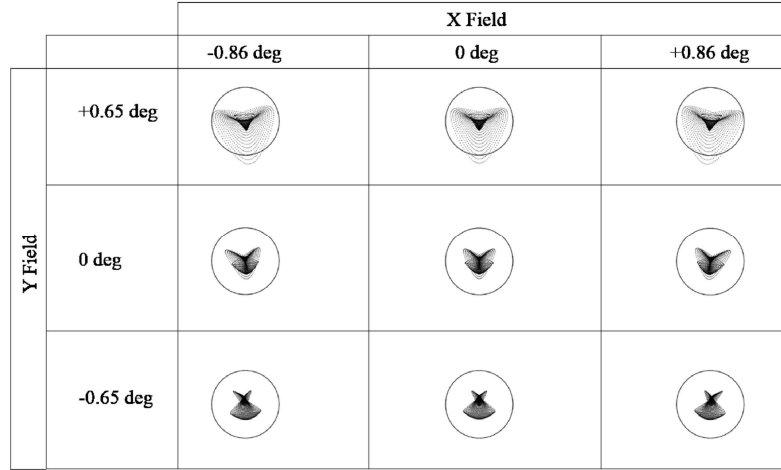 X Field
-0.86 deg 0 deg +0.86 deg
Y Field
+0.65 deg
0 deg
-0.65 deg